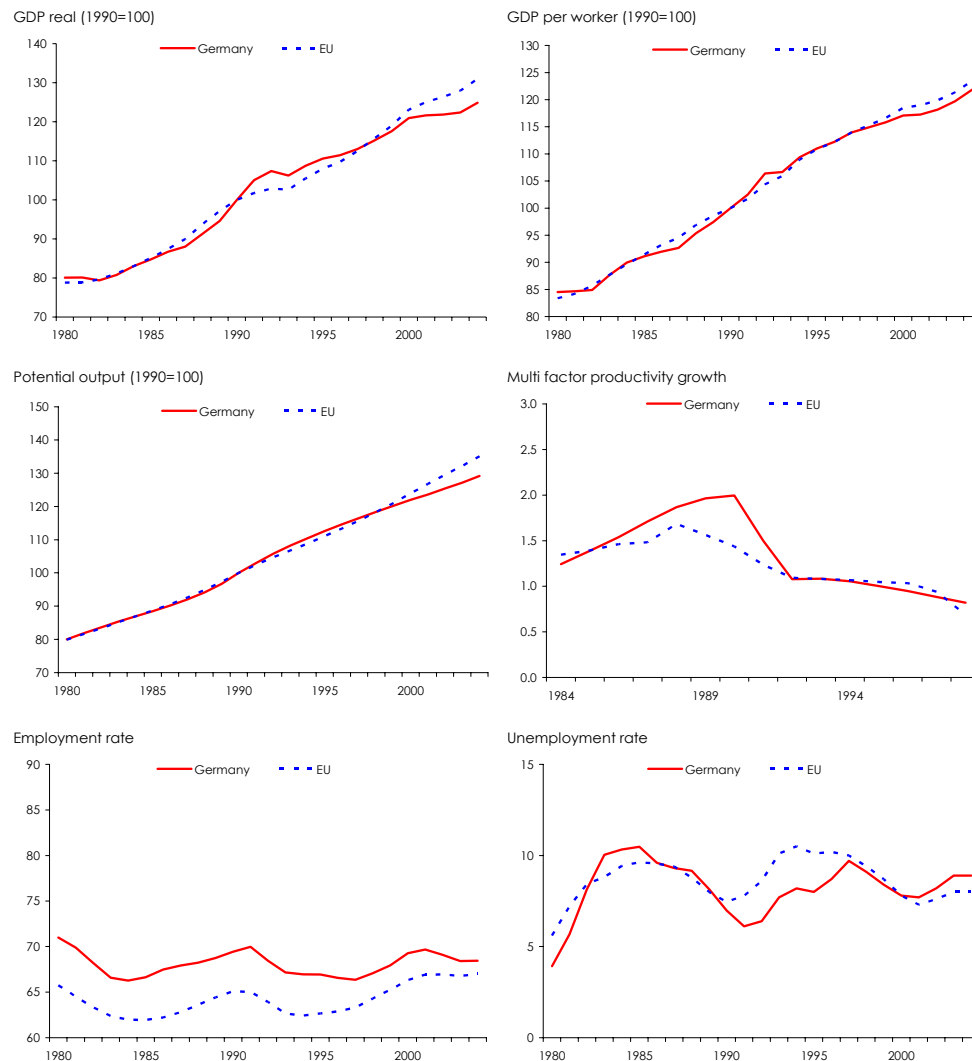 GDP real (1990=100)
Germany EU
140
130
120
110
100
90
80
70
1980 1985 1990 1995 2000
GDP per worker (1990=100)
Germany EU
130
125
120
115
110
105
100
95
90
85
80
1980 1985 1990 1995 2000
Potential output (1990=100)
Germany EU
150
140
130
120
110
100
90
80
70
1980 1985 1990 1995 2000
Multi factor productivity growth
Germany EU
3.0
2.5
2.0
1.5
1.0
0.5
0.0
1984 1989 1994
Employment rate
Germany EU
90
85
80
75
70
65
60
1980 1985 1990 1995 2000
Unemployment rate
Germany EU
15
10
5
0
1980 1985 1990 1995 2000